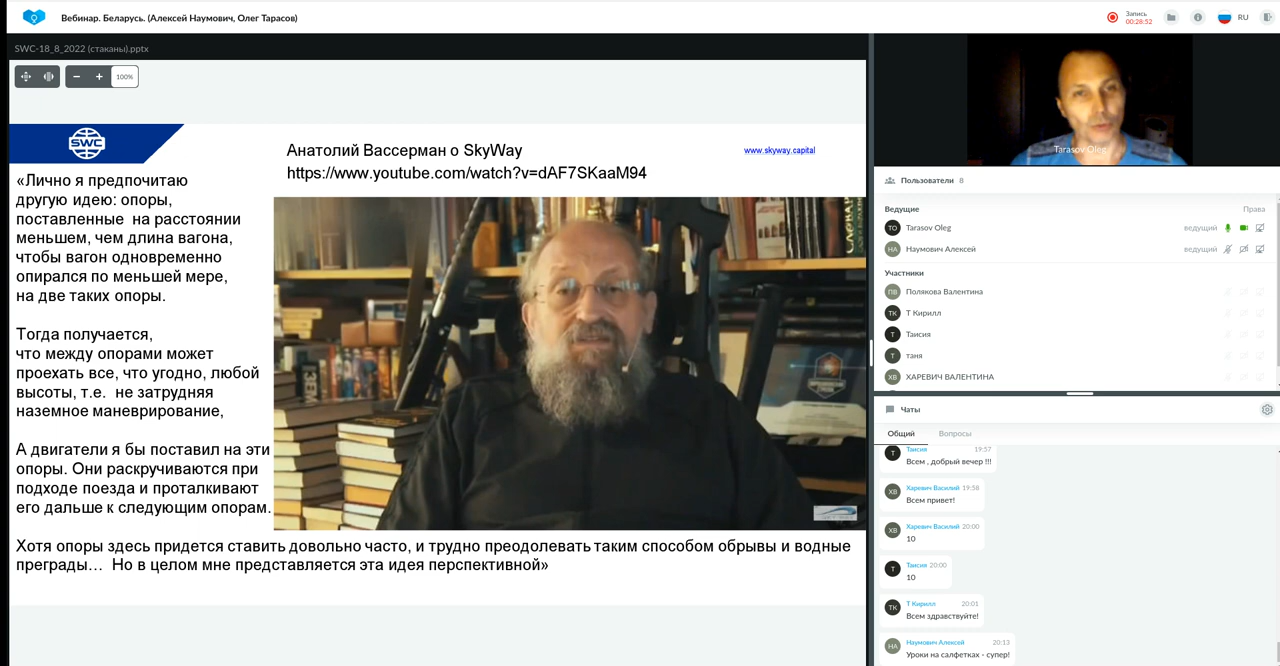 Вебинар. Беларусь. (Алексей Наумович, Олег Тарасов)
Запись
00:28:52
RU
SWC-18_8_2022 (стаканы).pptx
100%
SWC
Анатолий Вассерман о SkyWay
www.skyway.capital
https://www.youtube.com/watch?v=dAF7SKaaM94
«Лично я предпочитаю
другую идею: опоры,
поставленные на расстоянии
меньшем, чем длина вагона,
чтобы вагон одновременно
опирался по меньшей мере,
на две таких опоры.
Тогда получается,
что между опорами может
проехать все, что угодно, любой
высоты, т.е. не затрудняя
наземное маневрирование,
А двигатели я бы поставил на эти
опоры. Они раскручиваются при
подходе поезда и проталкивают
его дальше к следующим опорам.
Хотя опоры здесь придется ставить довольно часто, и трудно преодолевать таким способом обрывы и водные
преграды… Но в целом мне представляется эта идея перспективной»
Tarasov Oleg
Пользователи 8
Ведущие Права
TO Tarasov Oleg ведущий
НА Наумович Алексей ведущий
Участники
ПВ Полякова Валентина
ТК Т Кирилл
Т Таисия
Т таня
ХВ ХАРЕВИЧ ВАЛЕНТИНА
Чаты
Общий Вопросы
Т Таисия 19:57
Всем , добрый вечер !!!
ХВ Харевич Василий 19:58
Всем привет!
ХВ Харевич Василий 20:00
10
Т Таисия 20:00
10
ТК Т Кирилл 20:01
Всем здравствуйте!
НА Наумович Алексей 20:13
Уроки на салфетках - супер!